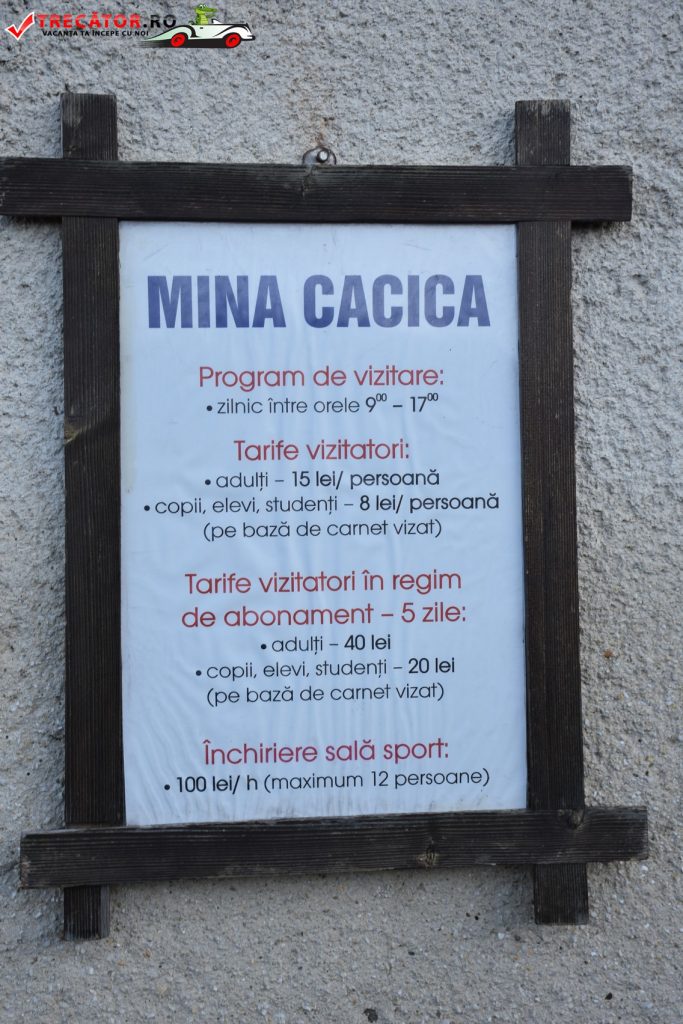 TRECĂTOR.RO
VACANȚA TA ÎNCEPE CU NOI
MINA CACICA
Program de vizitare:
• zilnic între orele 9⁰⁰ – 17⁰⁰
Tarife vizitatori:
• adulți – 15 lei/ persoană
• copii, elevi, studenți – 8 lei/ persoană
(pe bază de carnet vizat)
Tarife vizitatori în regim
de abonament – 5 zile:
• adulți – 40 lei
• copii, elevi, studenți – 20 lei
(pe bază de carnet vizat)
Închiriere sală sport:
• 100 lei/ h (maximum 12 persoane)